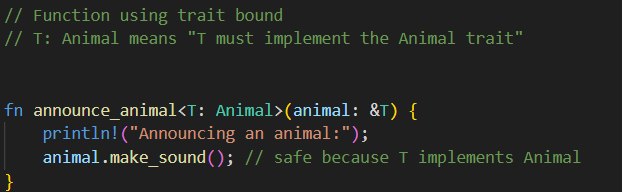 // Function using trait bound
// T: Animal means "T must implement the Animal trait"
fn announce_animal<T: Animal>(animal: &T) {
    println!("Announcing an animal:");
    animal.make_sound(); // safe because T implements Animal
}